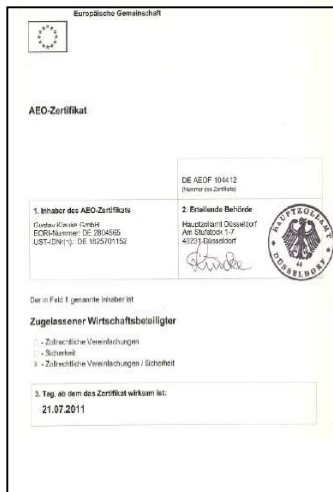 Europäische Gemeinschaft
AEO-Zertifikat
DE AEOF 104412
(Nummer des Zertifikats)
1. Inhaber des AEO-Zertifikats
Gustav Klauke GmbH
EORI-Nummer: DE 2804565
UST-IDNr(n).: DE 1625701152
2. Erteilende Behörde
Hauptzollamt Düsseldorf
Am Stufstock 1-7
40231 Düsseldorf
HAUPTZOLLAMT
44
DÜSSELDORF
Der in Feld 1 genannte Inhaber ist
Zugelassener Wirtschaftsbeteiligter
- Zollrechtliche Vereinfachungen
- Sicherheit
- Zollrechtliche Vereinfachungen / Sicherheit
3. Tag, ab dem das Zertifikat wirksam ist:
21.07.2011